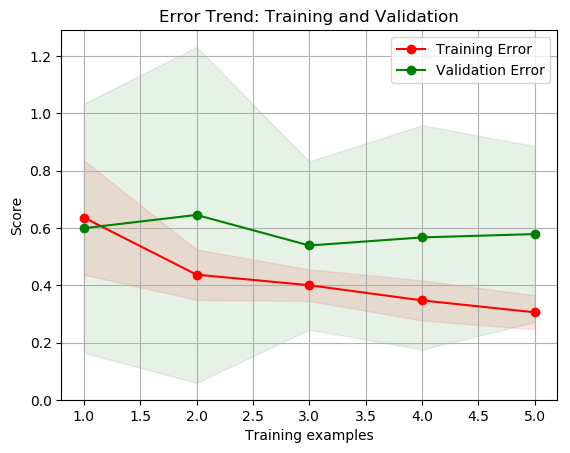 Error Trend: Training and Validation
Training Error
Validation Error
Score
1.2
1.0
0.8
0.6
0.4
0.2
0.0
1.0 1.5 2.0 2.5 3.0 3.5 4.0 4.5 5.0
Training examples